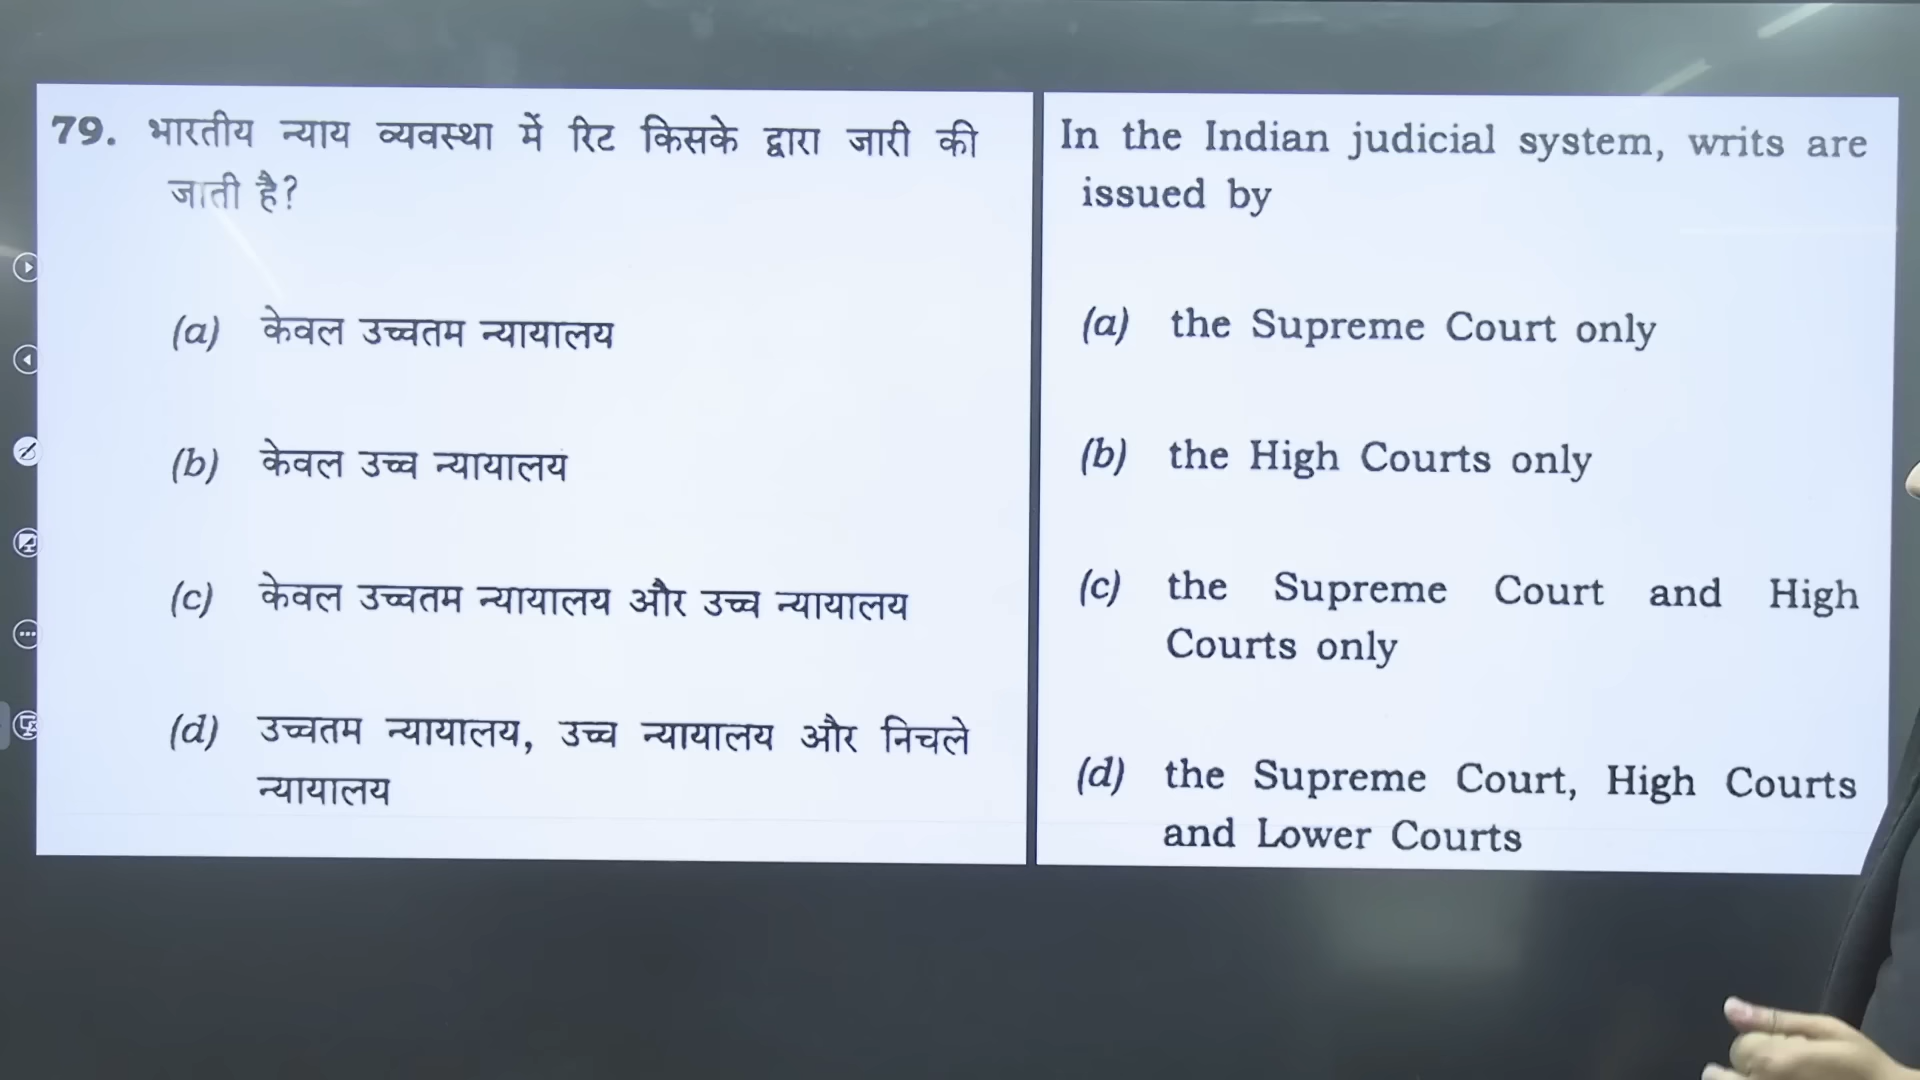 79. भारतीय न्याय व्यवस्था में रिट किसके द्वारा जारी की
जाती है?
(a) केवल उच्चतम न्यायालय
(b) केवल उच्च न्यायालय
(c) केवल उच्चतम न्यायालय और उच्च न्यायालय
(d) उच्चतम न्यायालय, उच्च न्यायालय और निचले
न्यायालय
In the Indian judicial system, writs are
issued by
(a) the Supreme Court only
(b) the High Courts only
(c) the Supreme Court and High
Courts only
(d) the Supreme Court, High Courts
and Lower Courts